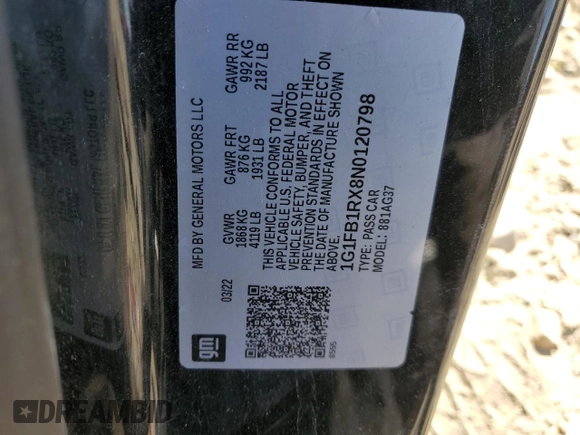 MFD BY GENERAL MOTORS LLC
03/22
GVWR GAWR FRT GAWR RR
1868 KG 876 KG 992 KG
4119 LB 1931 LB 2187 LB
THIS VEHICLE CONFORMS TO ALL
APPLICABLE U.S. FEDERAL MOTOR
VEHICLE SAFETY, BUMPER, AND THEFT
PREVENTION STANDARDS IN EFFECT ON
THE DATE OF MANUFACTURE SHOWN
ABOVE.
1G1FB1RX8N0120798
TYPE: PASS CAR
MODEL: 881AG37
gm
DREAMBID